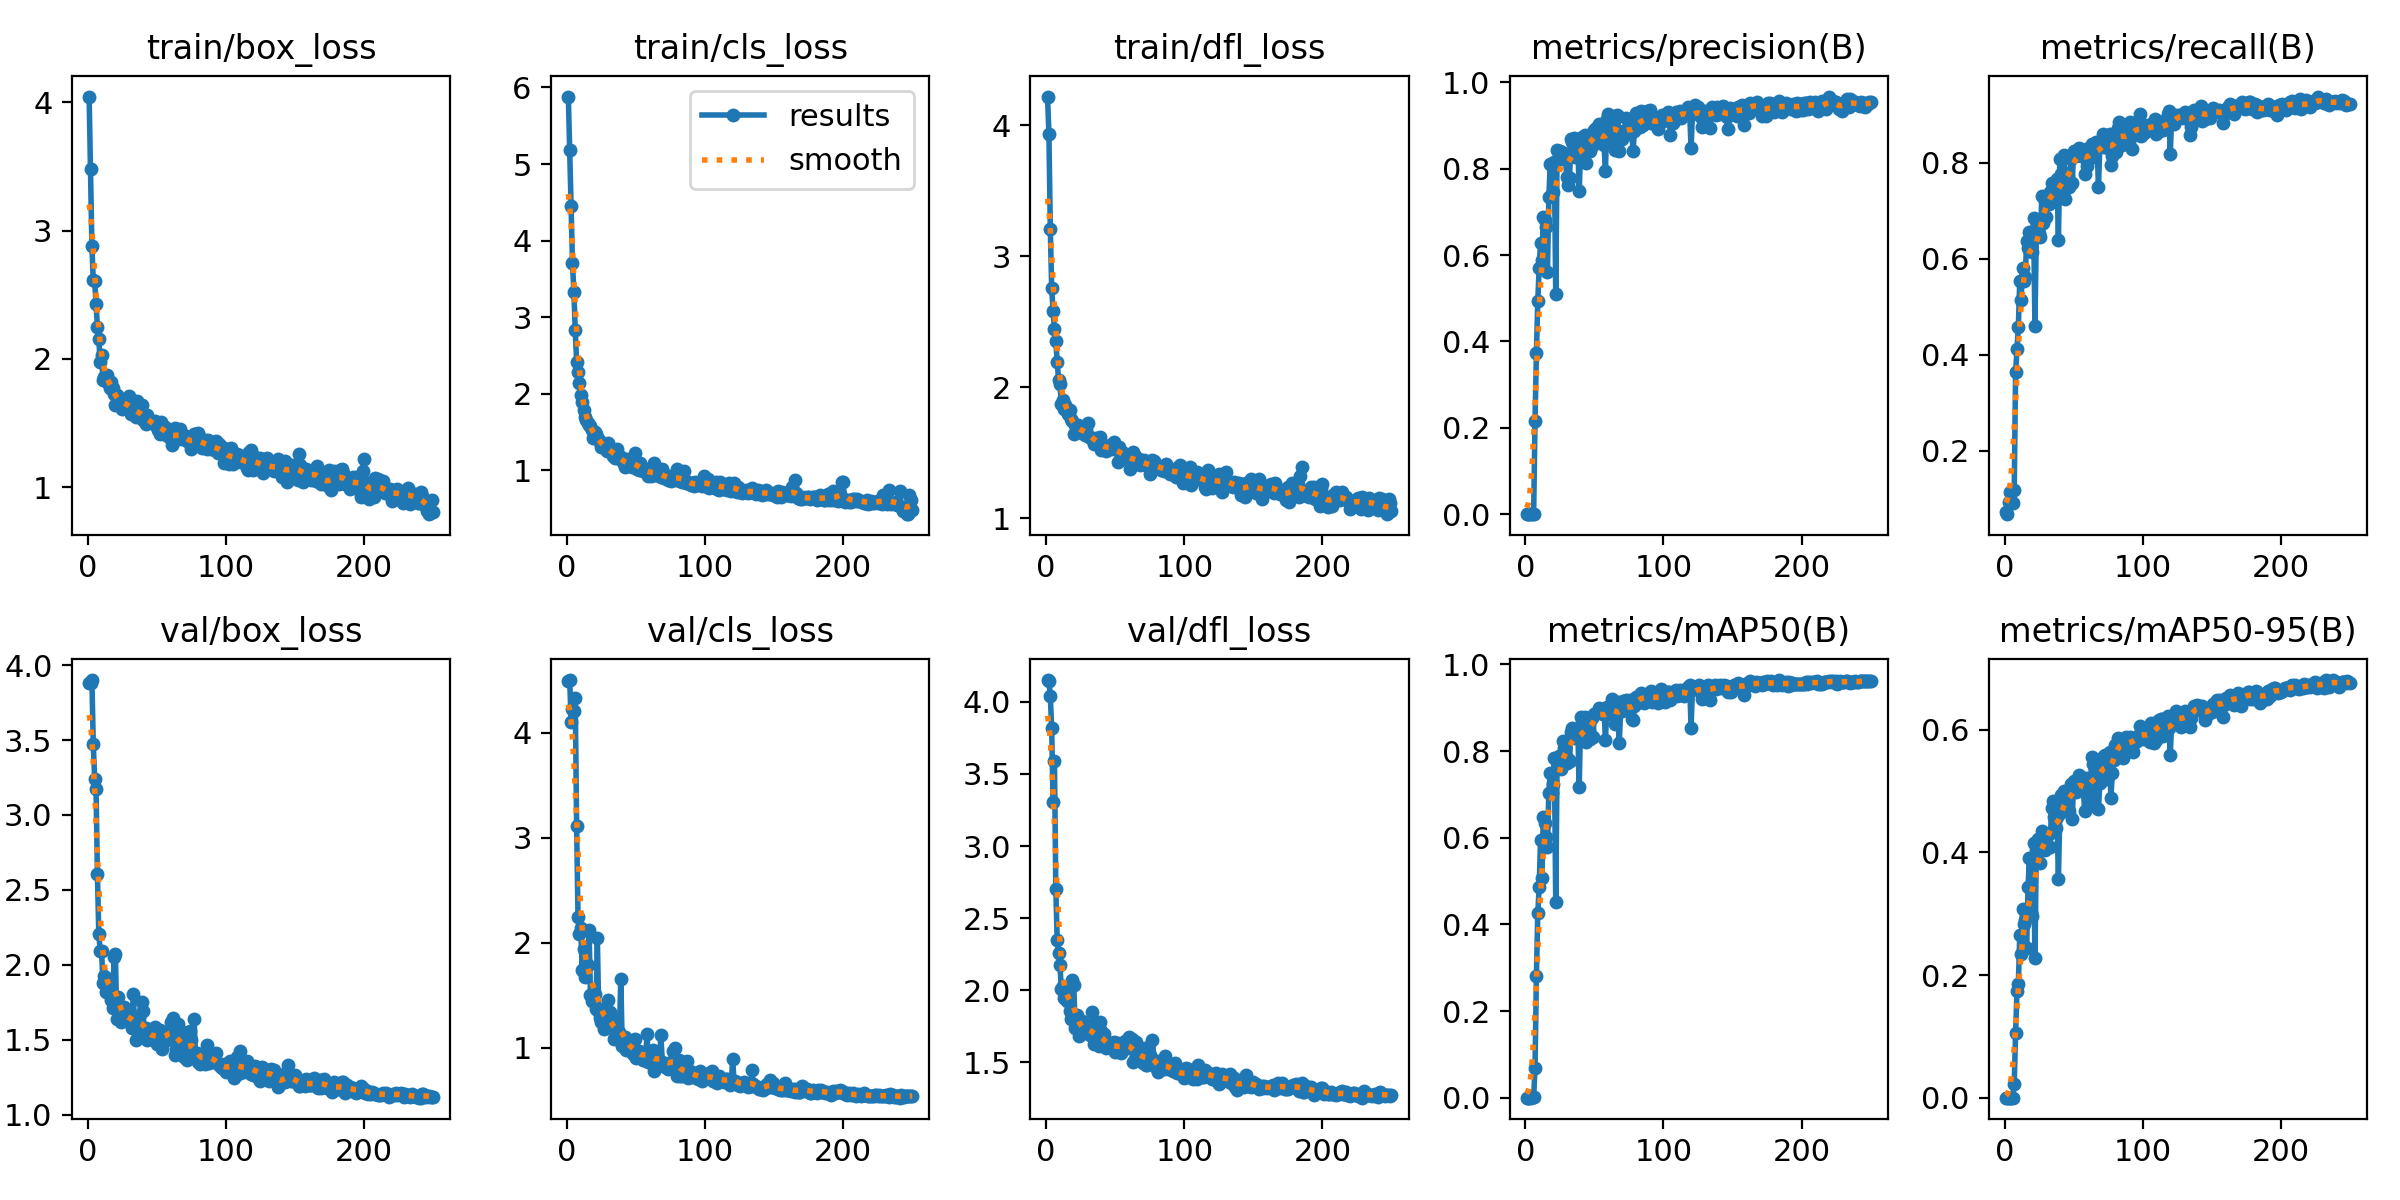 train/box_loss
4
3
2
1
0 100 200
train/cls_loss
results
smooth
6
5
4
3
2
1
0 100 200
train/dfl_loss
4
3
2
1
0 100 200
metrics/precision(B)
1.0
0.8
0.6
0.4
0.2
0.0
0 100 200
metrics/recall(B)
0.8
0.6
0.4
0.2
0 100 200
val/box_loss
4.0
3.5
3.0
2.5
2.0
1.5
1.0
0 100 200
val/cls_loss
4
3
2
1
0 100 200
val/dfl_loss
4.0
3.5
3.0
2.5
2.0
1.5
0 100 200
metrics/mAP50(B)
1.0
0.8
0.6
0.4
0.2
0.0
0 100 200
metrics/mAP50-95(B)
0.6
0.4
0.2
0.0
0 100 200